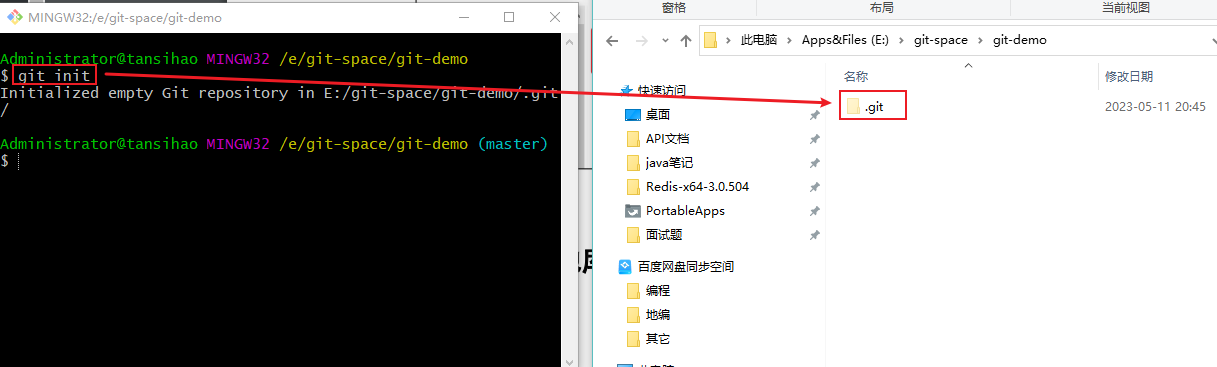 MINGW32:/e/git-space/git-demo
Administrator@tansihao MINGW32 /e/git-space/git-demo
$ git init
Initialized empty Git repository in E:/git-space/git-demo/.git
/
Administrator@tansihao MINGW32 /e/git-space/git-demo (master)
$
窗格 布局 当前视图
此电脑 Apps&Files (E:) git-space git-demo
名称 修改日期
.git 2023-05-11 20:45
快速访问
桌面
API文档
java笔记
Redis-x64-3.0.504
PortableApps
面试题
百度网盘同步空间
编程
地编
其它